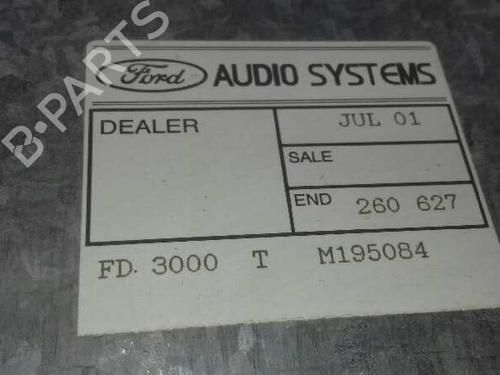 B-PARTS
Ford AUDIO SYSTEMS
DEALER
JUL 01
SALE
END 260 627
FD. 3000 T M195084